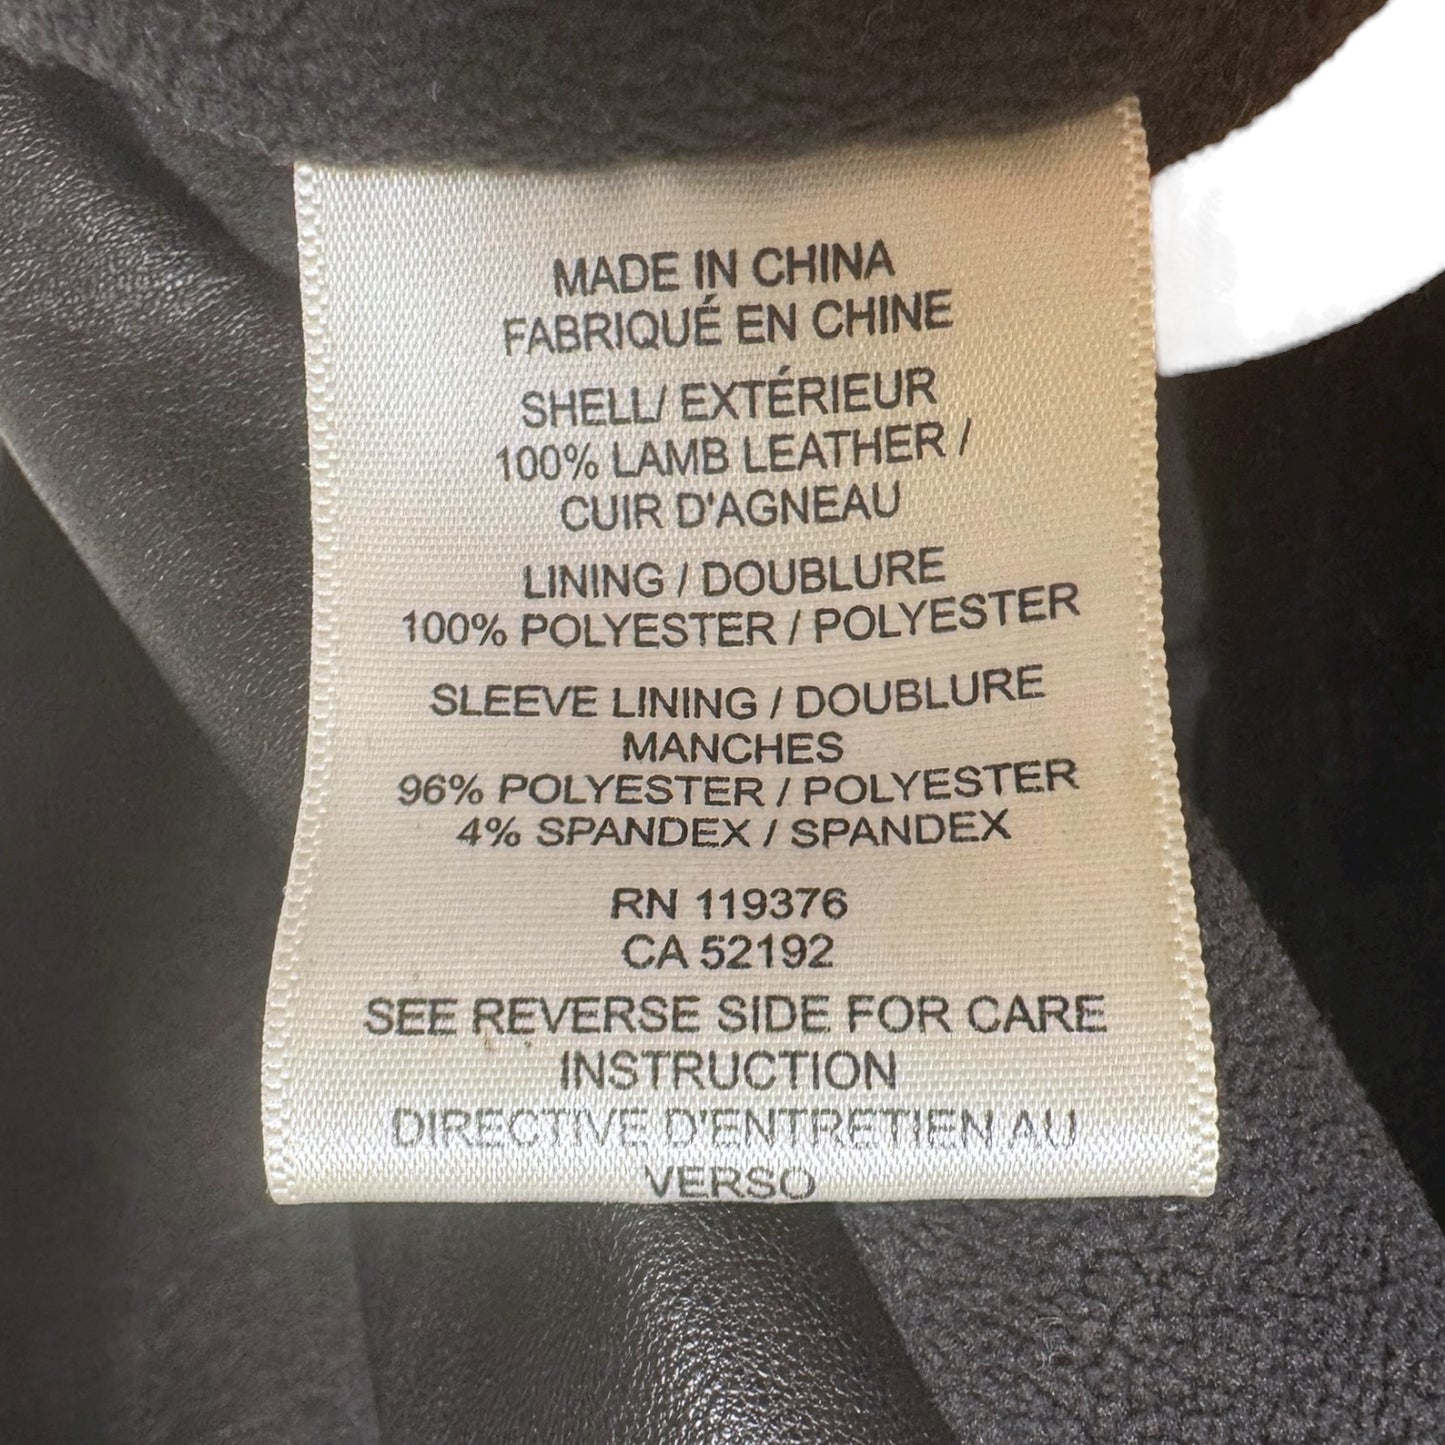 MADE IN CHINA
FABRIQUÉ EN CHINE
SHELL/ EXTÉRIEUR
100% LAMB LEATHER /
CUIR D'AGNEAU
LINING / DOUBLURE
100% POLYESTER / POLYESTER
SLEEVE LINING / DOUBLURE
MANCHES
96% POLYESTER / POLYESTER
4% SPANDEX / SPANDEX
RN 119376
CA 52192
SEE REVERSE SIDE FOR CARE
INSTRUCTION
DIRECTIVE D'ENTRETIEN AU
VERSO